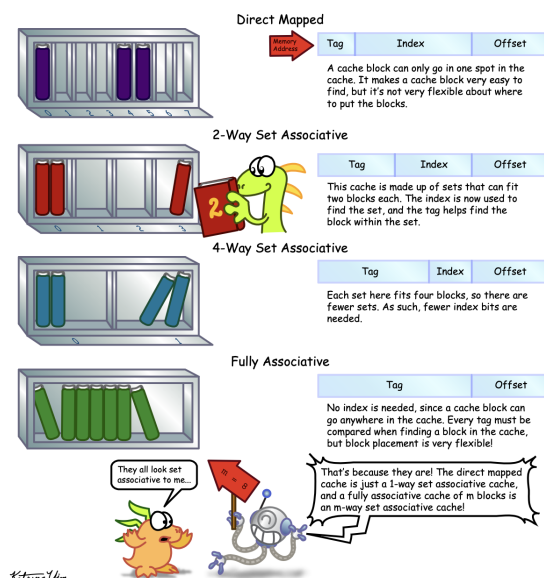 Direct Mapped
Memory
Address
Tag Index Offset
A cache block can only go in one spot in the
cache. It makes a cache block very easy to
find, but it's not very flexible about where
to put the blocks.
0 1 2 3 4 5 6 7
2-Way Set Associative
2
Tag Index Offset
This cache is made up of sets that can fit
two blocks each. The index is now used to
find the set, and the tag helps find the
block within the set.
0 1 2 3
4-Way Set Associative
Tag Index Offset
Each set here fits four blocks, so there are
fewer sets. As such, fewer index bits are
needed.
0 1
Fully Associative
Tag Offset
No index is needed, since a cache block can
go anywhere in the cache. Every tag must be
compared when finding a block in the cache,
but block placement is very flexible!
They all look set
associative to me...
m = 8
That's because they are! The direct mapped
cache is just a 1-way set associative cache,
and a fully associative cache of m blocks is
an m-way set associative cache!